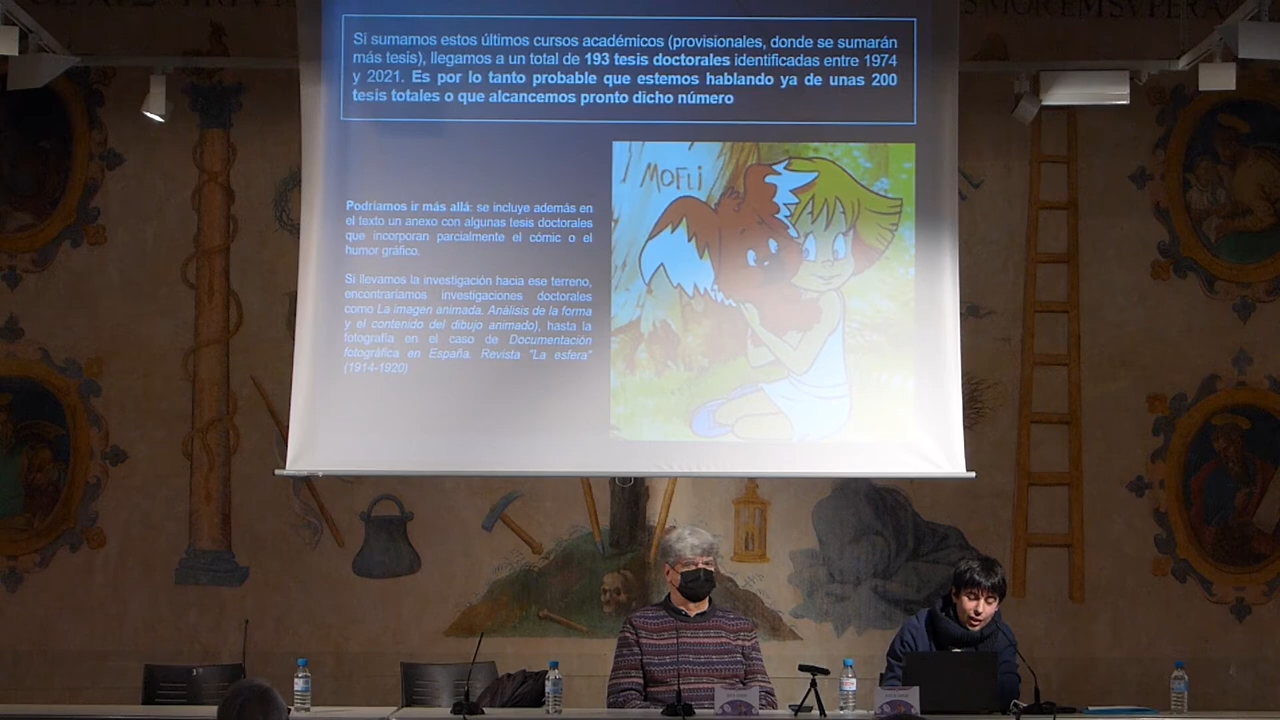 Si sumamos estos últimos cursos académicos (provisionales, donde se sumarán
más tesis), llegamos a un total de 193 tesis doctorales identificadas entre 1974
y 2021. Es por lo tanto probable que estemos hablando ya de unas 200
tesis totales o que alcancemos pronto dicho número
MOFLI
Podríamos ir más allá: se incluye además en
el texto un anexo con algunas tesis doctorales
que incorporan parcialmente el cómic o el
humor gráfico.
Si llevamos la investigación hacia ese terreno,
encontraríamos investigaciones doctorales
como La imagen animada. Análisis de la forma
y el contenido del dibujo animado), hasta la
fotografía en el caso de Documentación
fotográfica en España. Revista "La esfera"
(1914-1920)